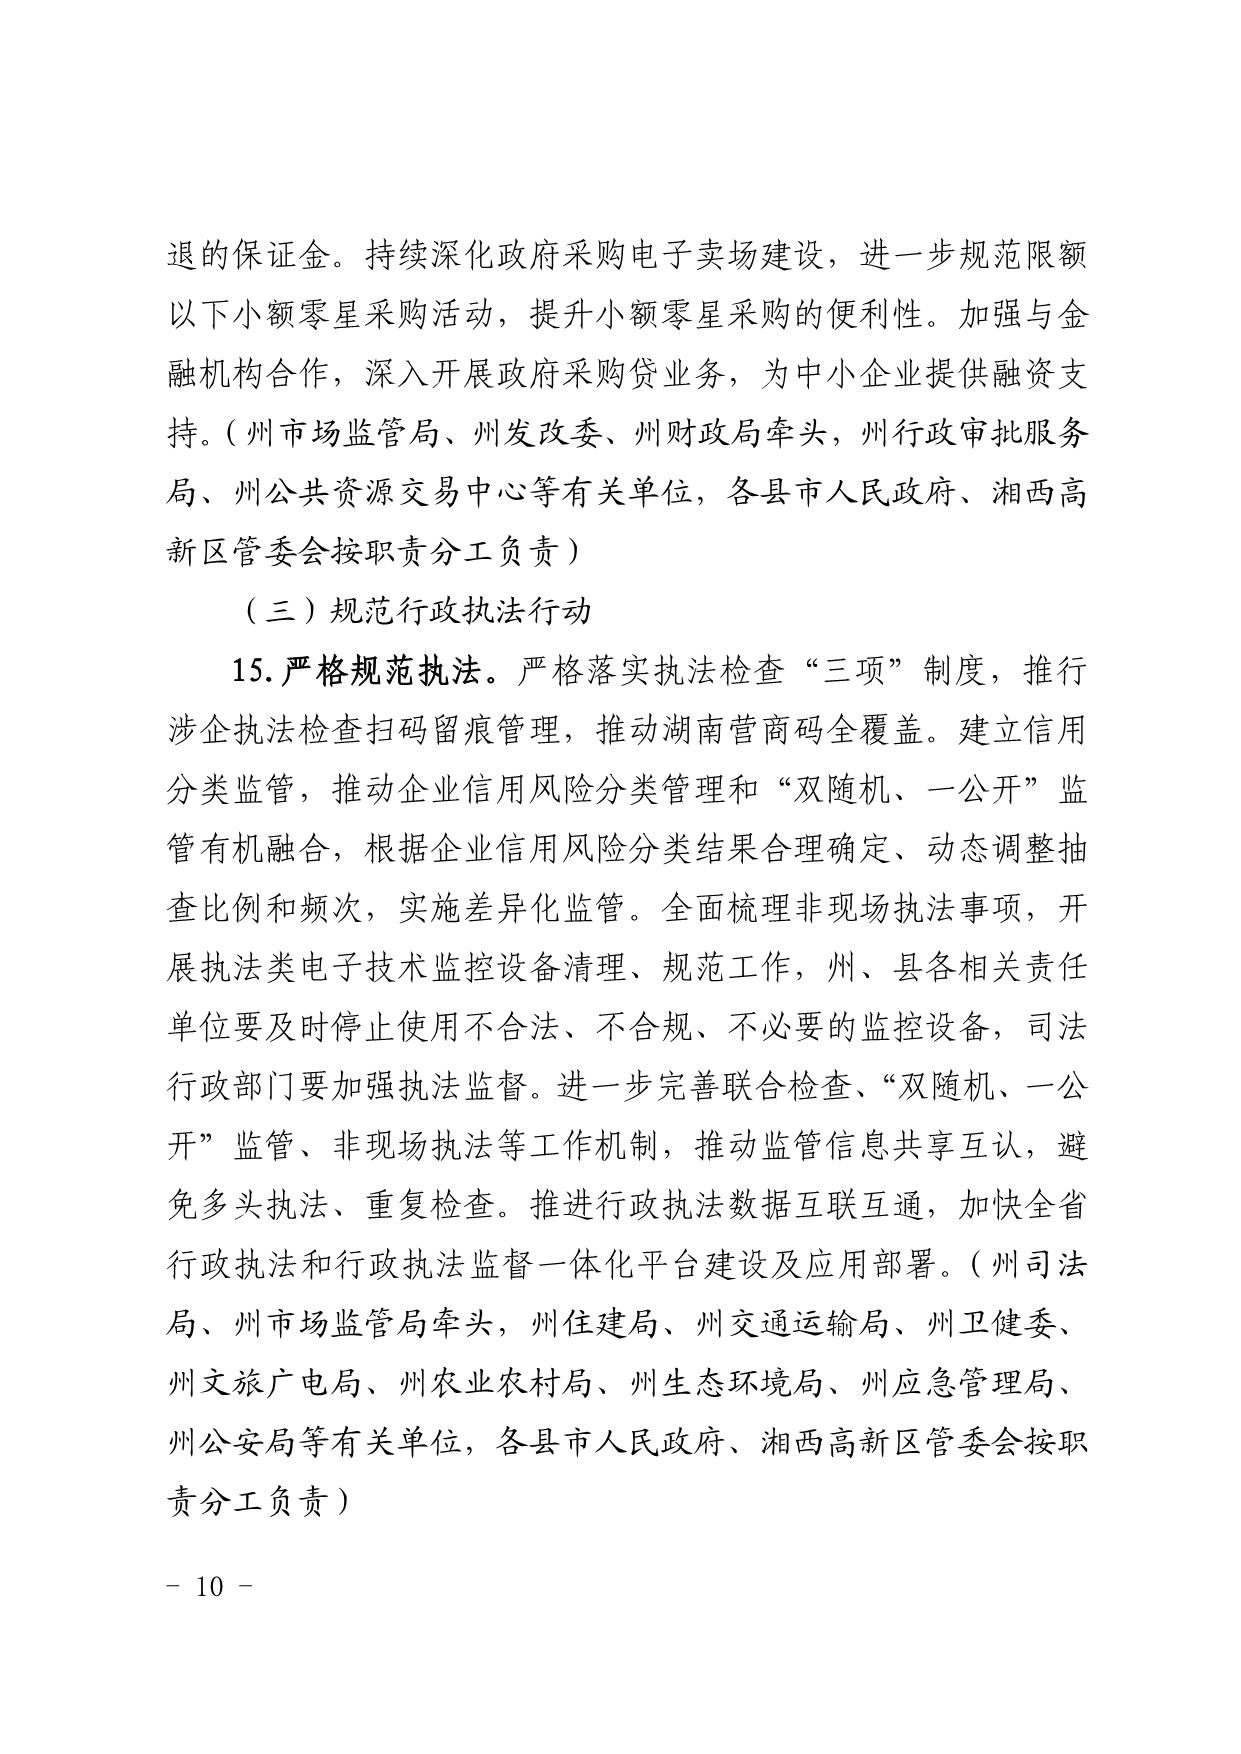 退的保证金。持续深化政府采购电子卖场建设，进一步规范限额
以下小额零星采购活动，提升小额零星采购的便利性。加强与金
融机构合作，深入开展政府采购贷业务，为中小企业提供融资支
持。（州市场监管局、州发改委、州财政局牵头，州行政审批服务
局、州公共资源交易中心等有关单位，各县市人民政府、湘西高
新区管委会按职责分工负责）
（三）规范行政执法行动
15.严格规范执法。严格落实执法检查“三项”制度，推行
涉企执法检查扫码留痕管理，推动湖南营商码全覆盖。建立信用
分类监管，推动企业信用风险分类管理和“双随机、一公开”监
管有机融合，根据企业信用风险分类结果合理确定、动态调整抽
查比例和频次，实施差异化监管。全面梳理非现场执法事项，开
展执法类电子技术监控设备清理、规范工作，州、县各相关责任
单位要及时停止使用不合法、不合规、不必要的监控设备，司法
行政部门要加强执法监督。进一步完善联合检查、“双随机、一公
开”监管、非现场执法等工作机制，推动监管信息共享互认，避
免多头执法、重复检查。推进行政执法数据互联互通，加快全省
行政执法和行政执法监督一体化平台建设及应用部署。（州司法
局、州市场监管局牵头，州住建局、州交通运输局、州卫健委、
州文旅广电局、州农业农村局、州生态环境局、州应急管理局、
州公安局等有关单位，各县市人民政府、湘西高新区管委会按职
责分工负责）
- 10 -